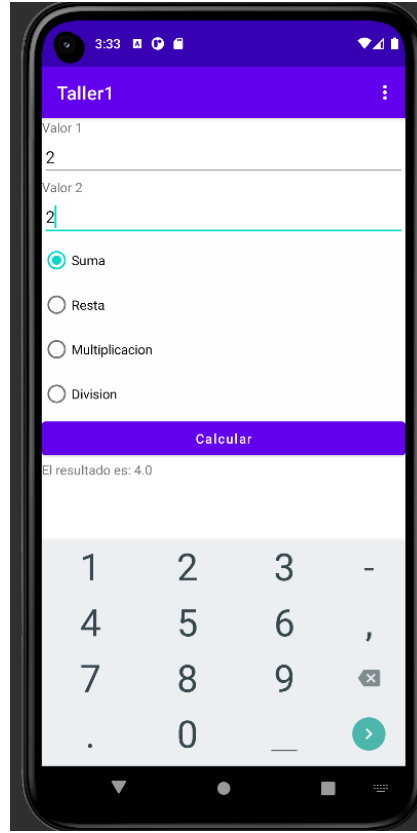 3:33
Taller1
Valor 1
2
Valor 2
2
Suma
Resta
Multiplicacion
Division
Calcular
El resultado es: 4.0
1 2 3 -
4 5 6 ,
7 8 9
. 0 _